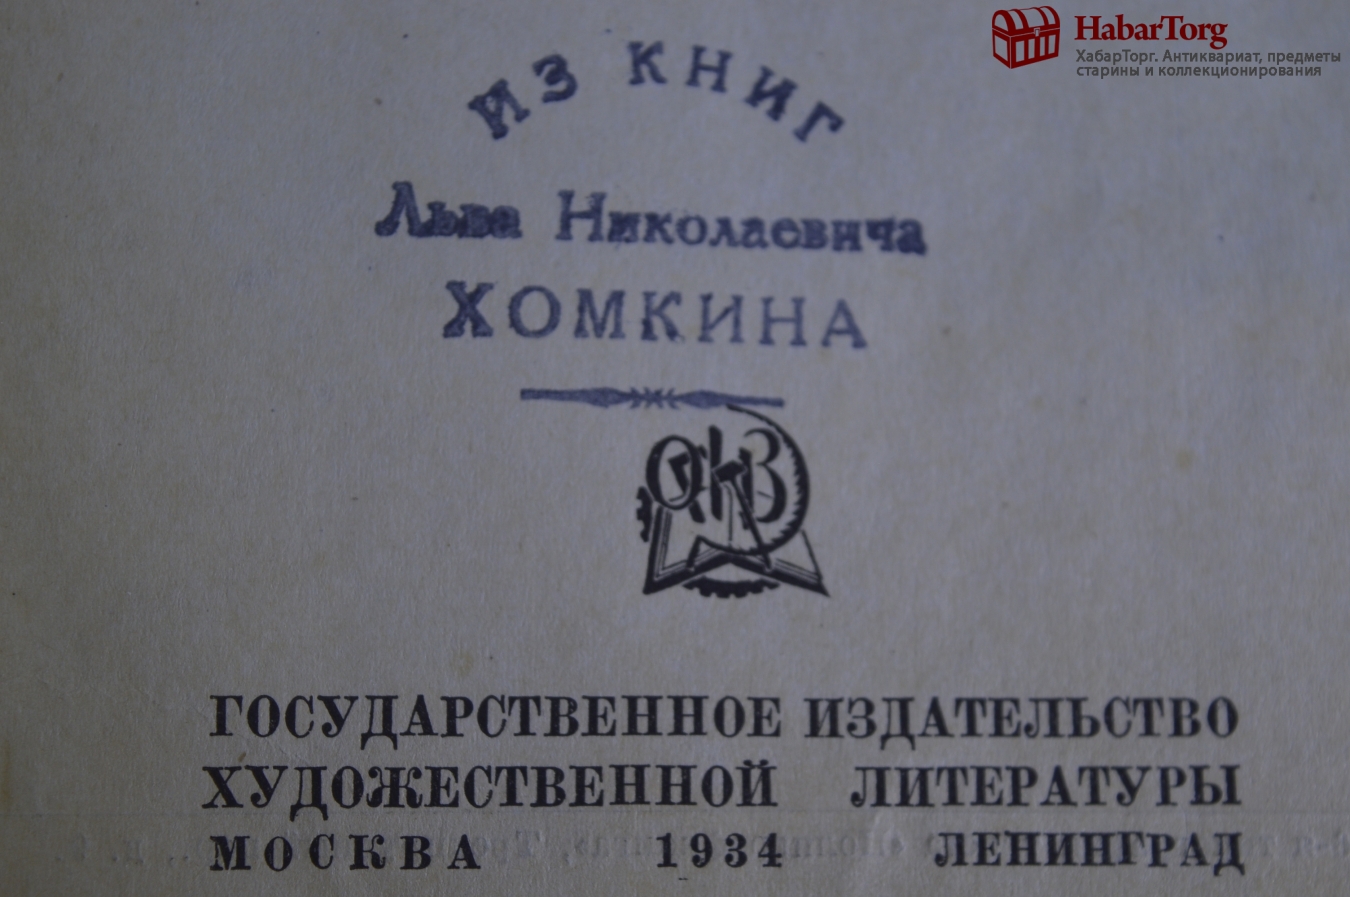 HabarTorg
ХабарТорг. Антиквариат, предметы
старины и коллекционирования
ИЗ КНИГ
Льва Николаевича
ХОМКИНА
ГОСУДАРСТВЕННОЕ ИЗДАТЕЛЬСТВО
ХУДОЖЕСТВЕННОЙ ЛИТЕРАТУРЫ
МОСКВА 1934 ЛЕНИНГРАД